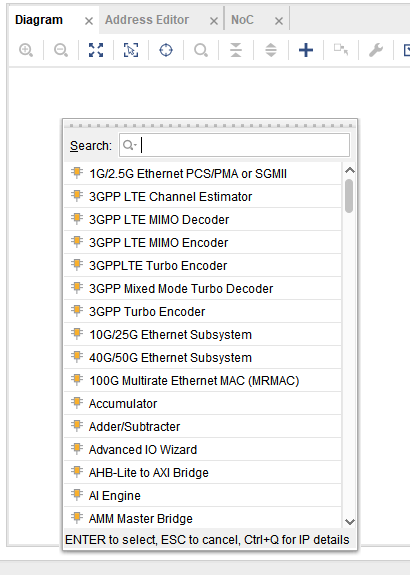 Diagram
Address Editor
NoC
Search:
1G/2.5G Ethernet PCS/PMA or SGMII
3GPP LTE Channel Estimator
3GPP LTE MIMO Decoder
3GPP LTE MIMO Encoder
3GPPLTE Turbo Encoder
3GPP Mixed Mode Turbo Decoder
3GPP Turbo Encoder
10G/25G Ethernet Subsystem
40G/50G Ethernet Subsystem
100G Multirate Ethernet MAC (MRMAC)
Accumulator
Adder/Subtracter
Advanced IO Wizard
AHB-Lite to AXI Bridge
AI Engine
AMM Master Bridge
ENTER to select, ESC to cancel, Ctrl+Q for IP details